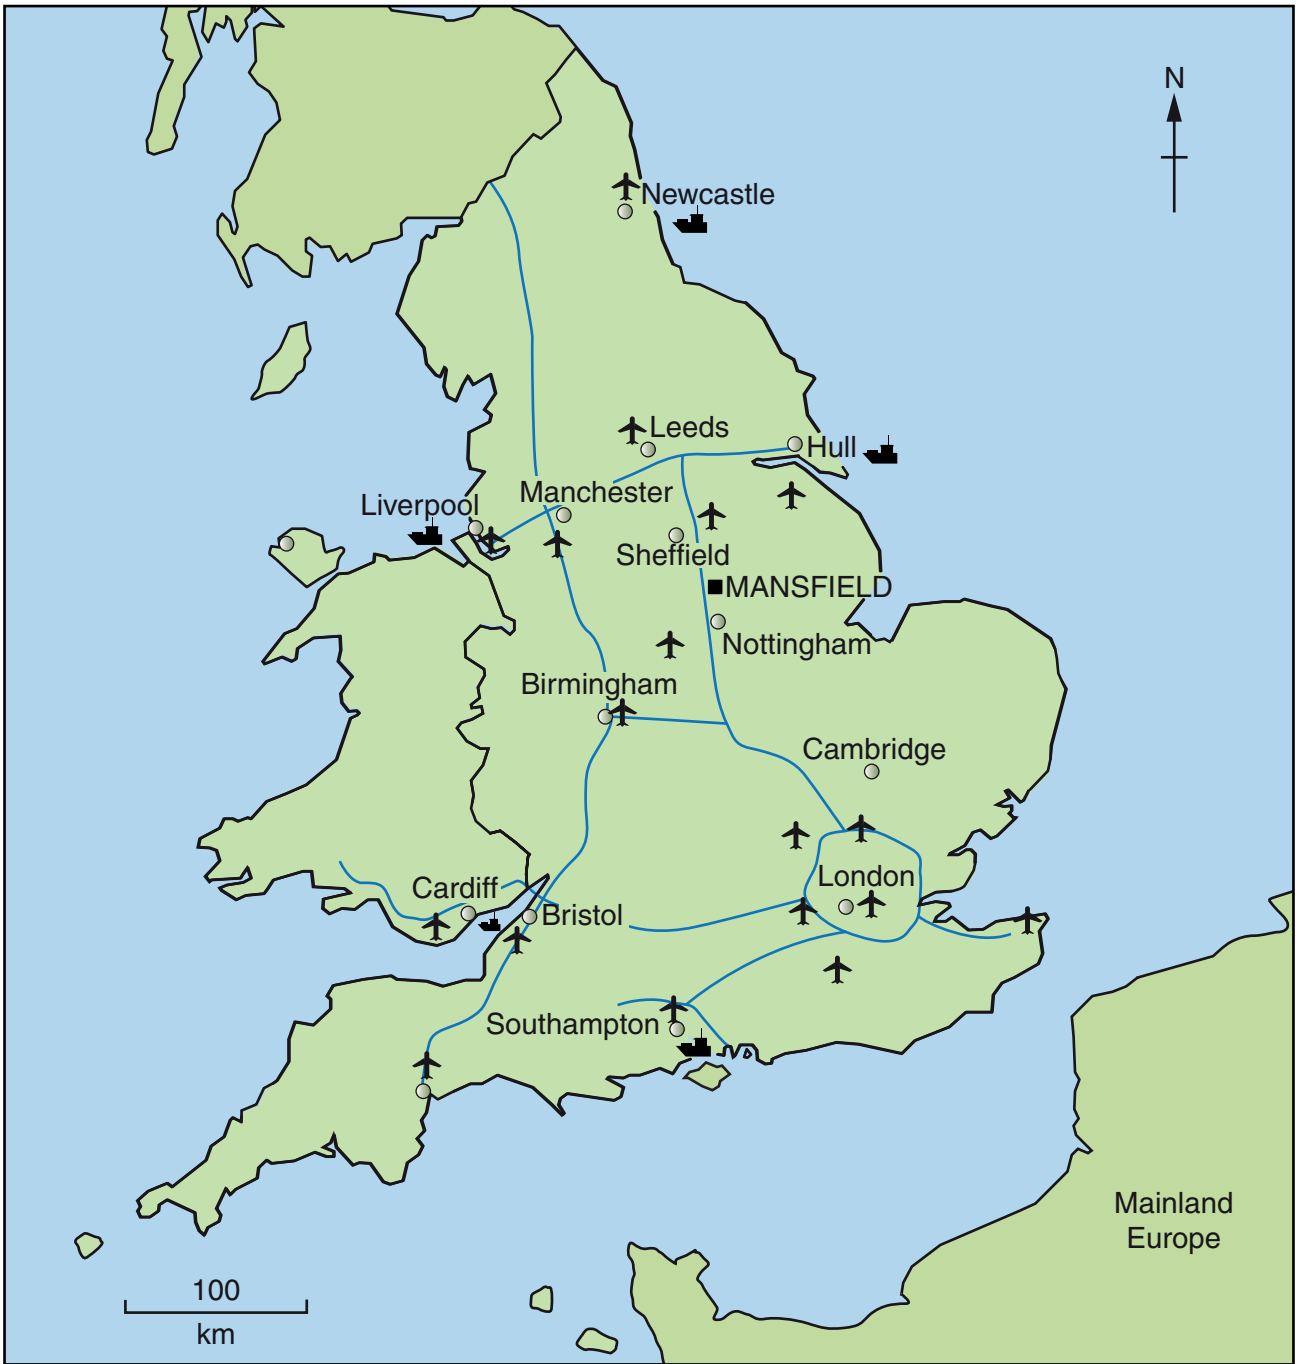 N
Newcastle
Leeds
Hull
Manchester
Liverpool
Sheffield
MANSFIELD
Nottingham
Birmingham
Cambridge
London
Cardiff
Bristol
Southampton
Mainland
Europe
100
km